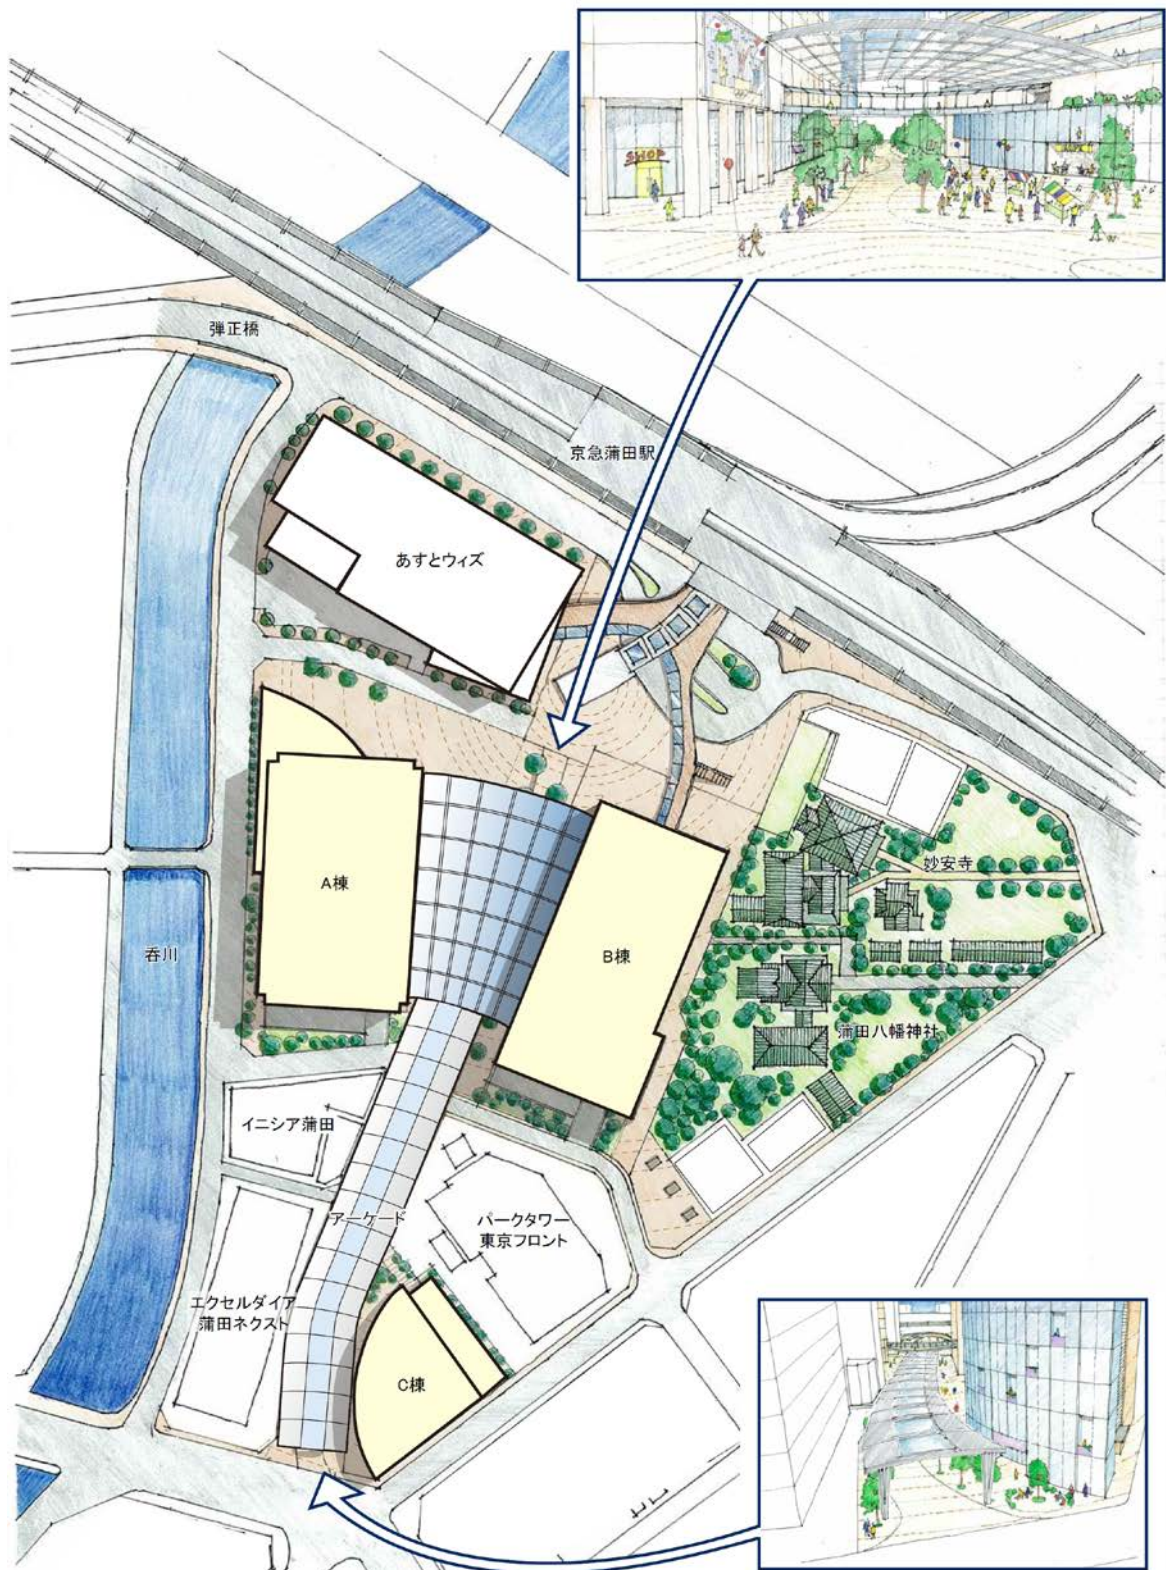 SHOP
弾正橋
京急蒲田駅
あすとウィズ
妙安寺
A棟
呑川
B棟
蒲田八幡神社
イニシア蒲田
アーケード
パークタワー
東京フロント
エクセルダイア
蒲田ネクスト
C棟